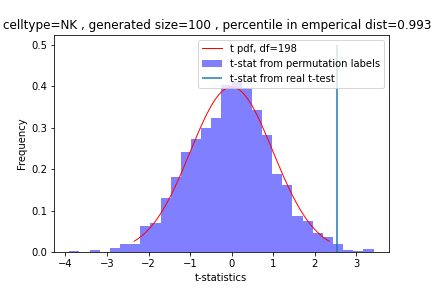 celltype=NK , generated size=100 , percentile in emperical dist=0.993
t pdf, df=198
t-stat from permutation labels
t-stat from real t-test
Frequency
0.5
0.4
0.3
0.2
0.1
0.0
−4 −3 −2 −1 0 1 2 3
t-statistics